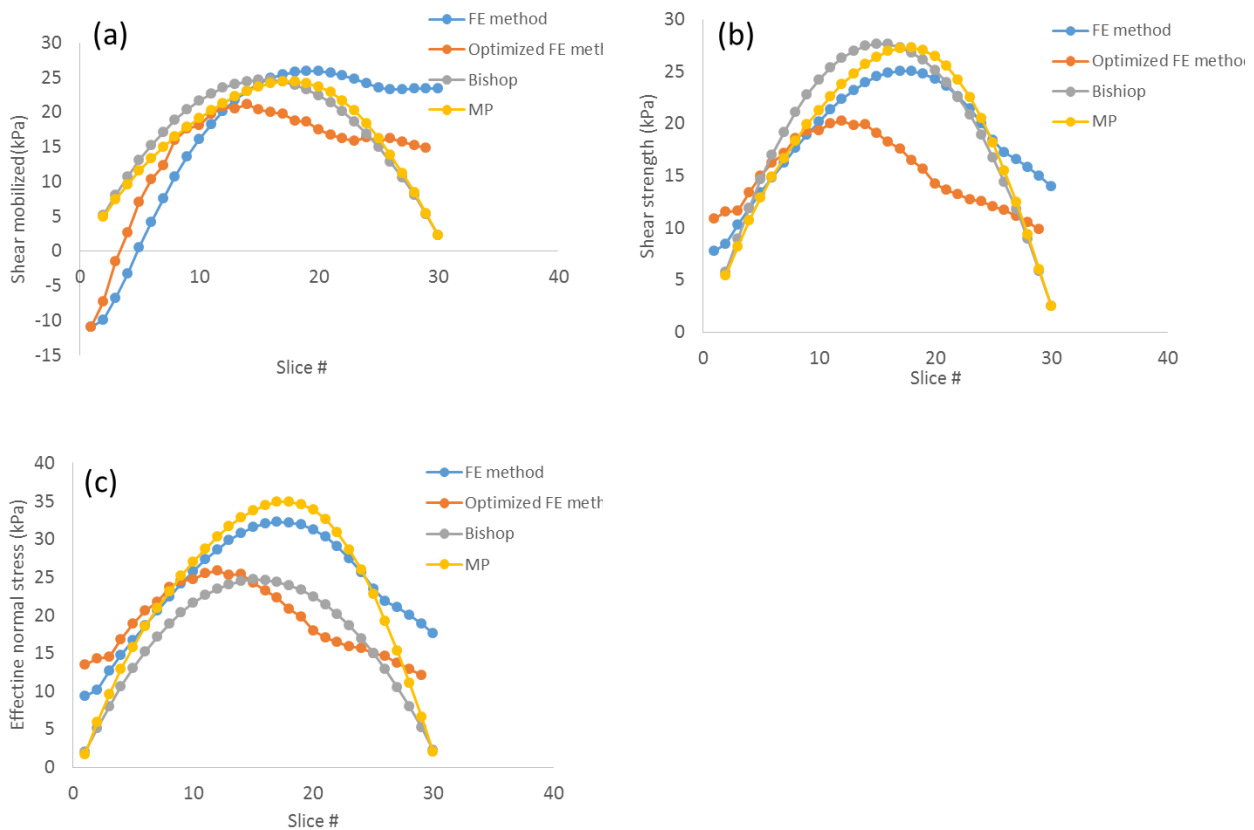 (a)
FE method
Optimized FE meth
Bishop
MP
Shear mobilized(kPa)
30
25
20
15
10
5
0
-5
-10
-15
0
10
20
30
40
Slice #
(b)
FE method
Optimized FE method
Bishiop
MP
Shear strength (kPa)
30
25
20
15
10
5
0
0
10
20
30
40
Slice #
(c)
FE method
Optimized FE meth
Bishop
MP
Effectine normal stress (kPa)
40
35
30
25
20
15
10
5
0
0
10
20
30
40
Slice #